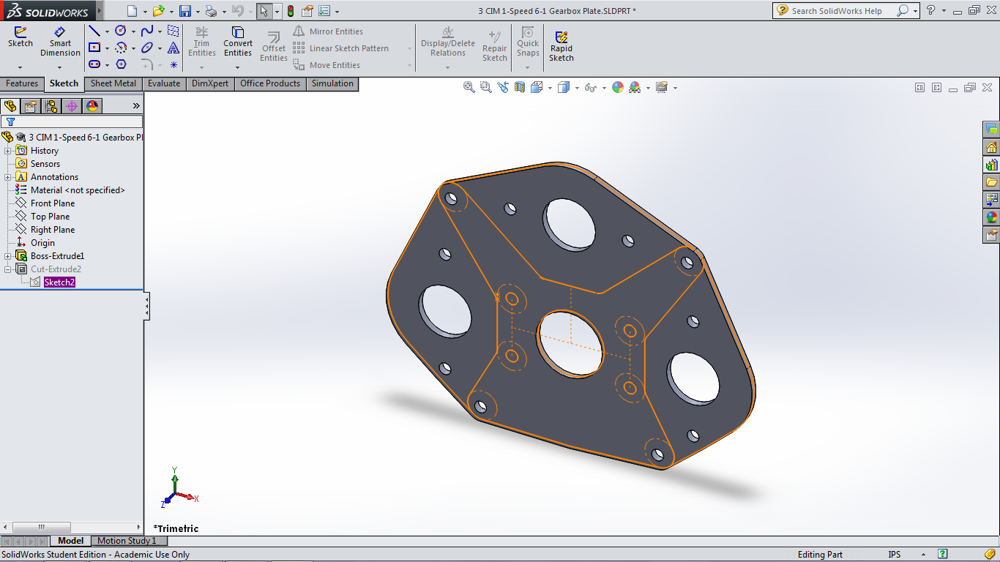 SOLIDWORKS
3 CIM 1-Speed 6-1 Gearbox Plate.SLDPRT *
Search SolidWorks Help
Sketch
Smart Dimension
Trim Entities
Convert Entities
Offset Entities
Mirror Entities
Linear Sketch Pattern
Move Entities
Display/Delete Relations
Repair Sketch
Quick Snaps
Rapid Sketch
Features
Sketch
Sheet Metal
Evaluate
DimXpert
Office Products
Simulation
3 CIM 1-Speed 6-1 Gearbox Pl
History
Sensors
Annotations
Material <not specified>
Front Plane
Top Plane
Right Plane
Origin
Boss-Extrude1
Cut-Extrude2
Sketch2
Y
X
Z
*Trimetric
Model
Motion Study 1
SolidWorks Student Edition - Academic Use Only
Editing Part
IPS